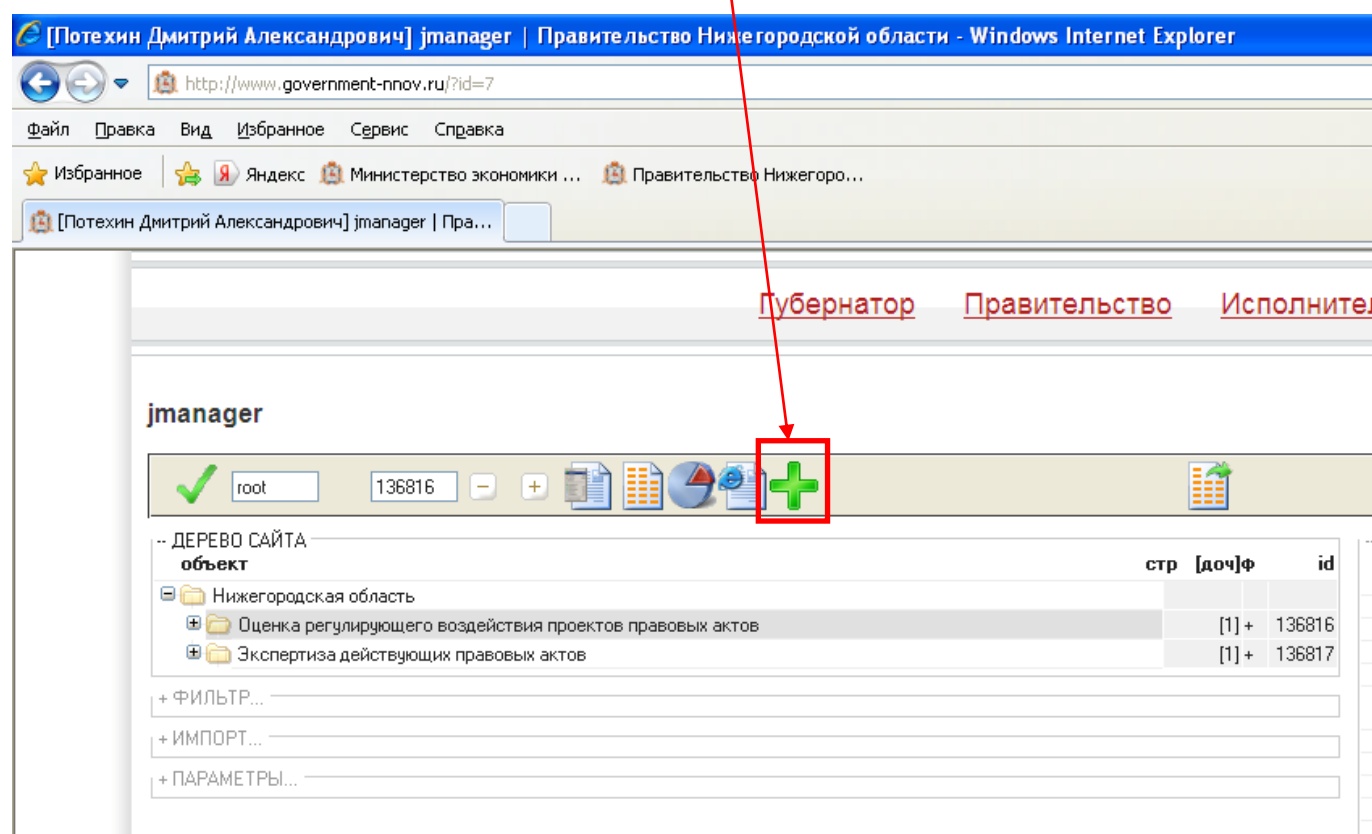 [Потехин Дмитрий Александрович] jmanager | Правительство Нижегородской области - Windows Internet Explorer
http://www.government-nnov.ru/?id=7
Файл Правка Вид Избранное Сервис Справка
Избранное Я Яндекс Министерство экономики ... Правительство Нижегоро...
[Потехин Дмитрий Александрович] jmanager | Пра...
Губернатор Правительство Исполнител
jmanager
root 136816
-- ДЕРЕВО САЙТА
объект стр [доч]ф id
Нижегородская область
Оценка регулирующего воздействия проектов правовых актов [1] + 136816
Экспертиза действующих правовых актов [1] + 136817
+ ФИЛЬТР...
+ ИМПОРТ...
+ ПАРАМЕТРЫ...